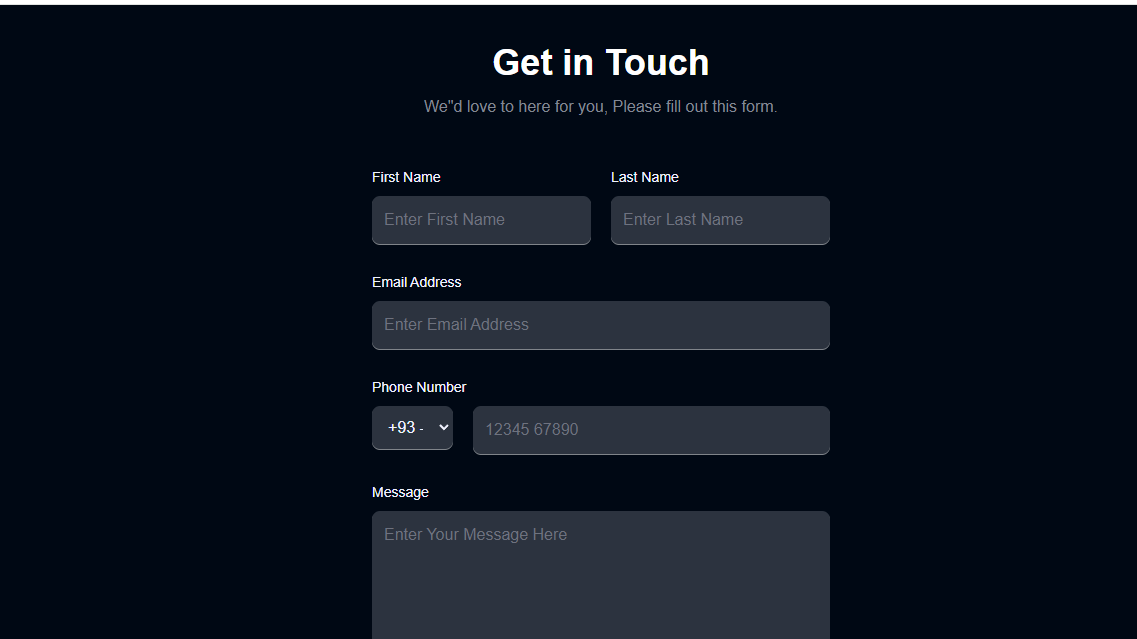 Get in Touch
We"d love to here for you, Please fill out this form.
First Name Last Name
Enter First Name Enter Last Name
Email Address
Enter Email Address
Phone Number
+93 - 12345 67890
Message
Enter Your Message Here